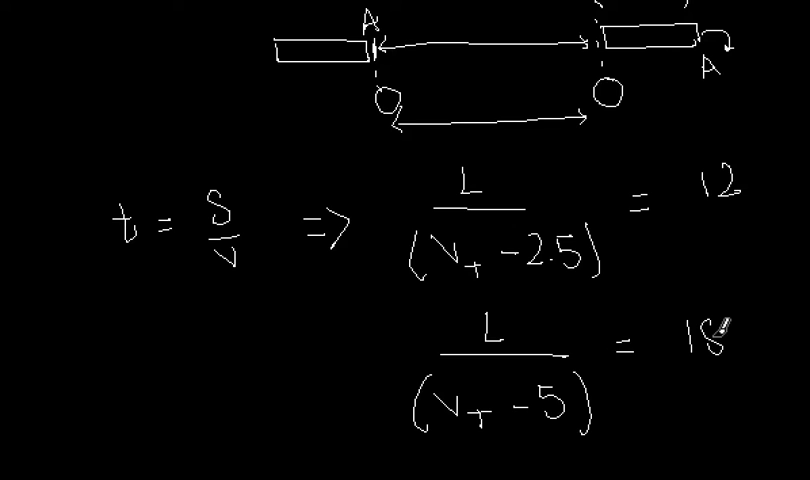 A
A
t = S/v => L/(V_T - 2.5) = 12
L/(V_T - 5) = 18